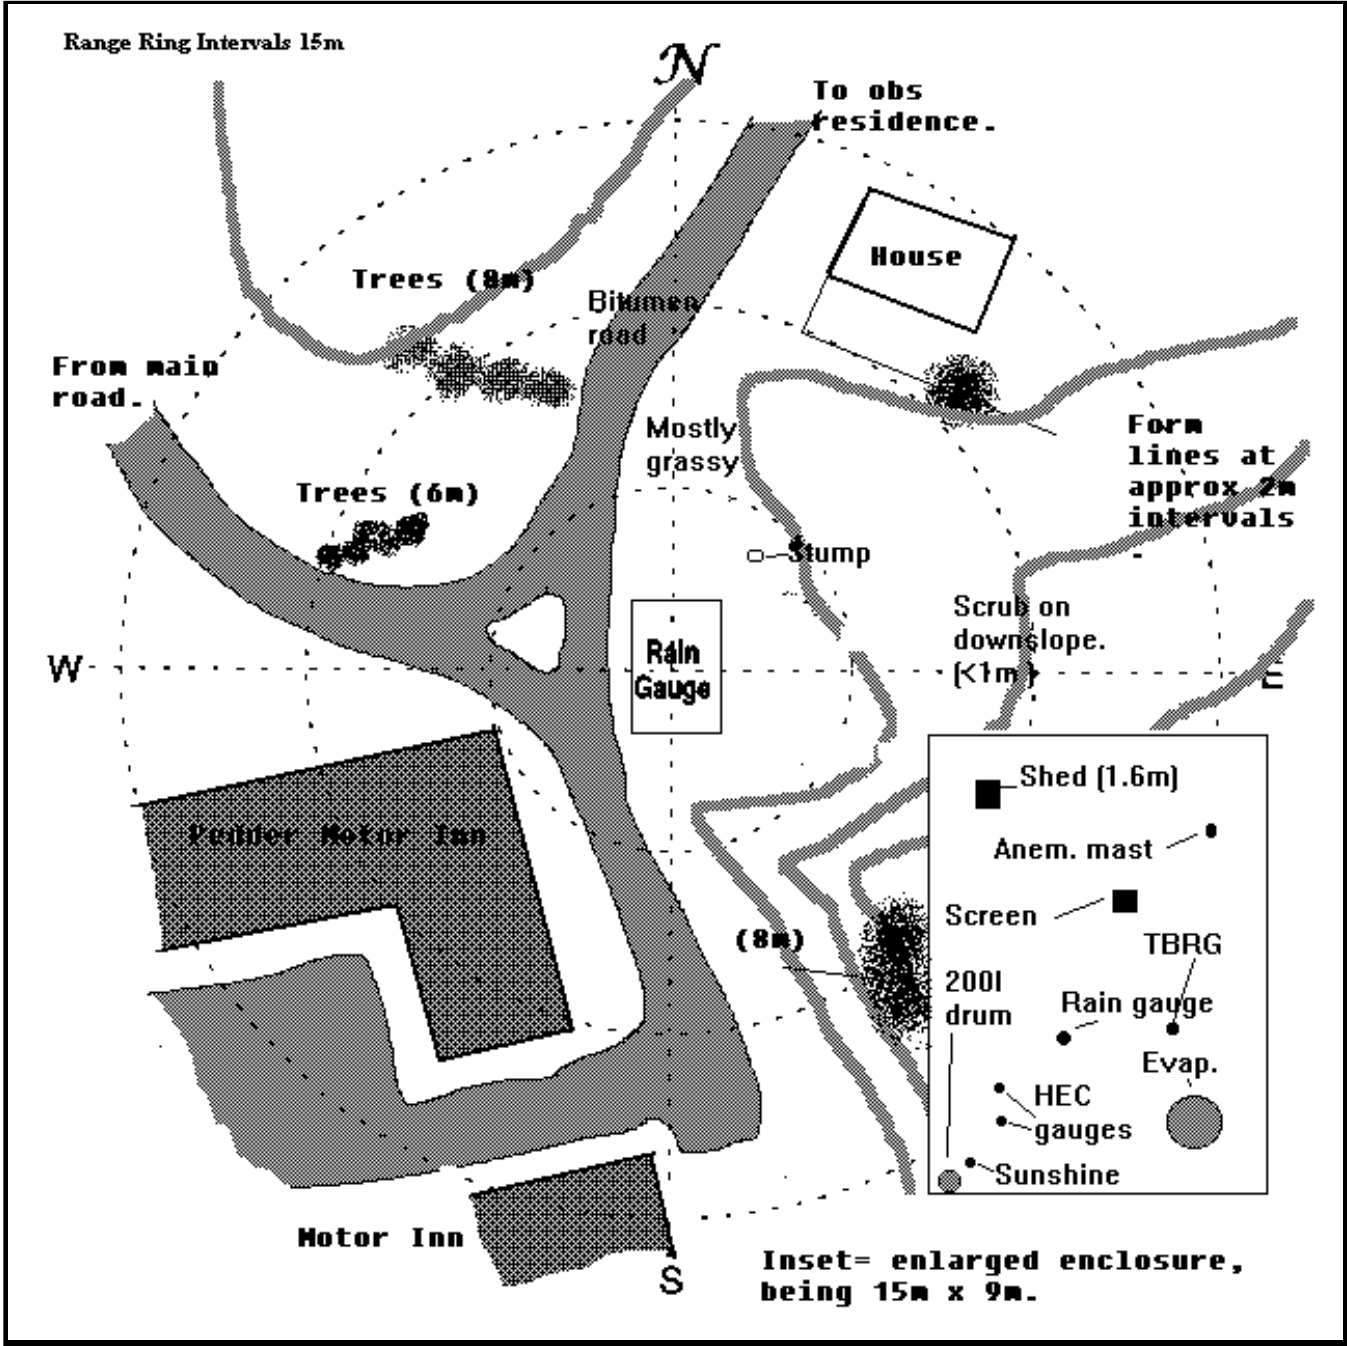 Range Ring Intervals 15m
N
To obs
residence.
House
Trees (8m)
Bitumen
road
From main
road.
Mostly
grassy
Form
lines at
approx 2m
intervals
-
Trees (6m)
Stump
Scrub on
downslope.
(<1m)
W
Rain
Gauge
E
Pedder Motor Inn
(8m)
Shed (1.6m)
Anem. mast
Screen
TBRG
200l
drum
Rain gauge
Evap.
HEC
gauges
Sunshine
Motor Inn
S
Inset= enlarged enclosure,
being 15m x 9m.